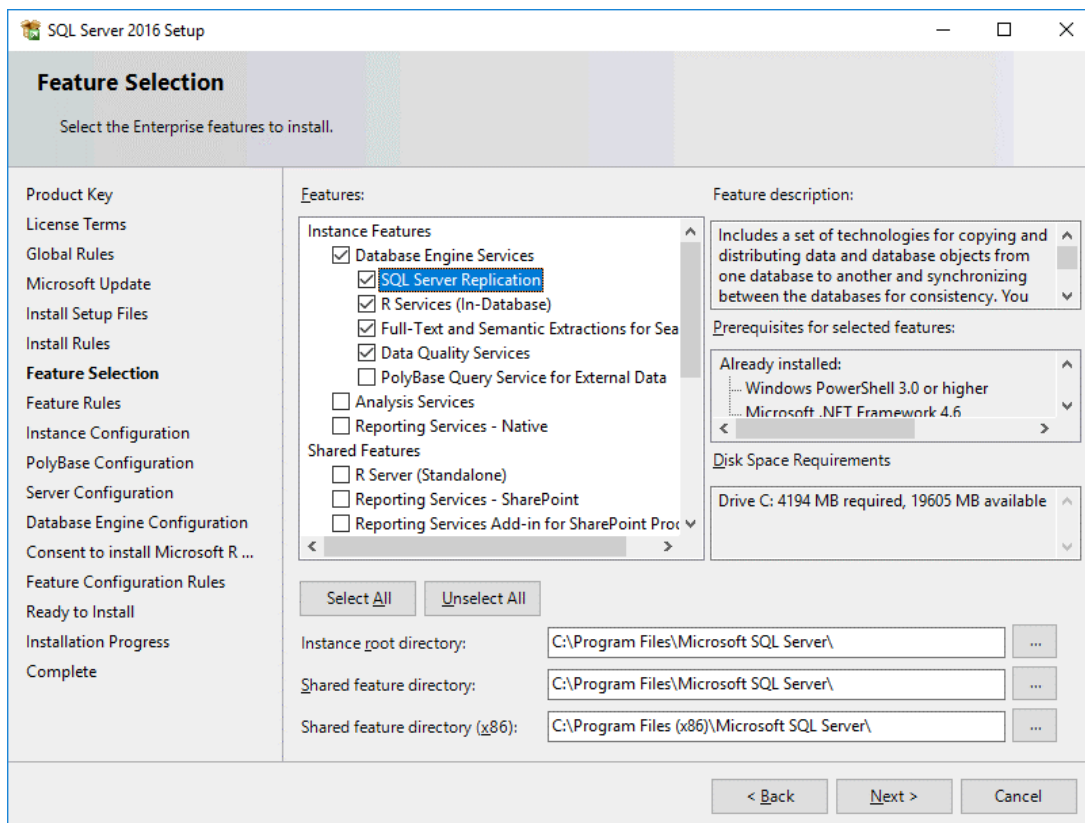 SQL Server 2016 Setup
Feature Selection
Select the Enterprise features to install.
Product Key
License Terms
Global Rules
Microsoft Update
Install Setup Files
Install Rules
Feature Selection
Feature Rules
Instance Configuration
PolyBase Configuration
Server Configuration
Database Engine Configuration
Consent to install Microsoft R ...
Feature Configuration Rules
Ready to Install
Installation Progress
Complete
Features:
Instance Features
Database Engine Services
SQL Server Replication
R Services (In-Database)
Full-Text and Semantic Extractions for Sea
Data Quality Services
PolyBase Query Service for External Data
Analysis Services
Reporting Services - Native
Shared Features
R Server (Standalone)
Reporting Services - SharePoint
Reporting Services Add-in for SharePoint Proc
Feature description:
Includes a set of technologies for copying and
distributing data and database objects from
one database to another and synchronizing
between the databases for consistency. You
Prerequisites for selected features:
Already installed:
Windows PowerShell 3.0 or higher
Microsoft .NET Framework 4.6
Disk Space Requirements
Drive C: 4194 MB required, 19605 MB available
Select All
Unselect All
Instance root directory:
C:\Program Files\Microsoft SQL Server\
...
Shared feature directory:
C:\Program Files\Microsoft SQL Server\
...
Shared feature directory (x86):
C:\Program Files (x86)\Microsoft SQL Server\
...
< Back
Next >
Cancel